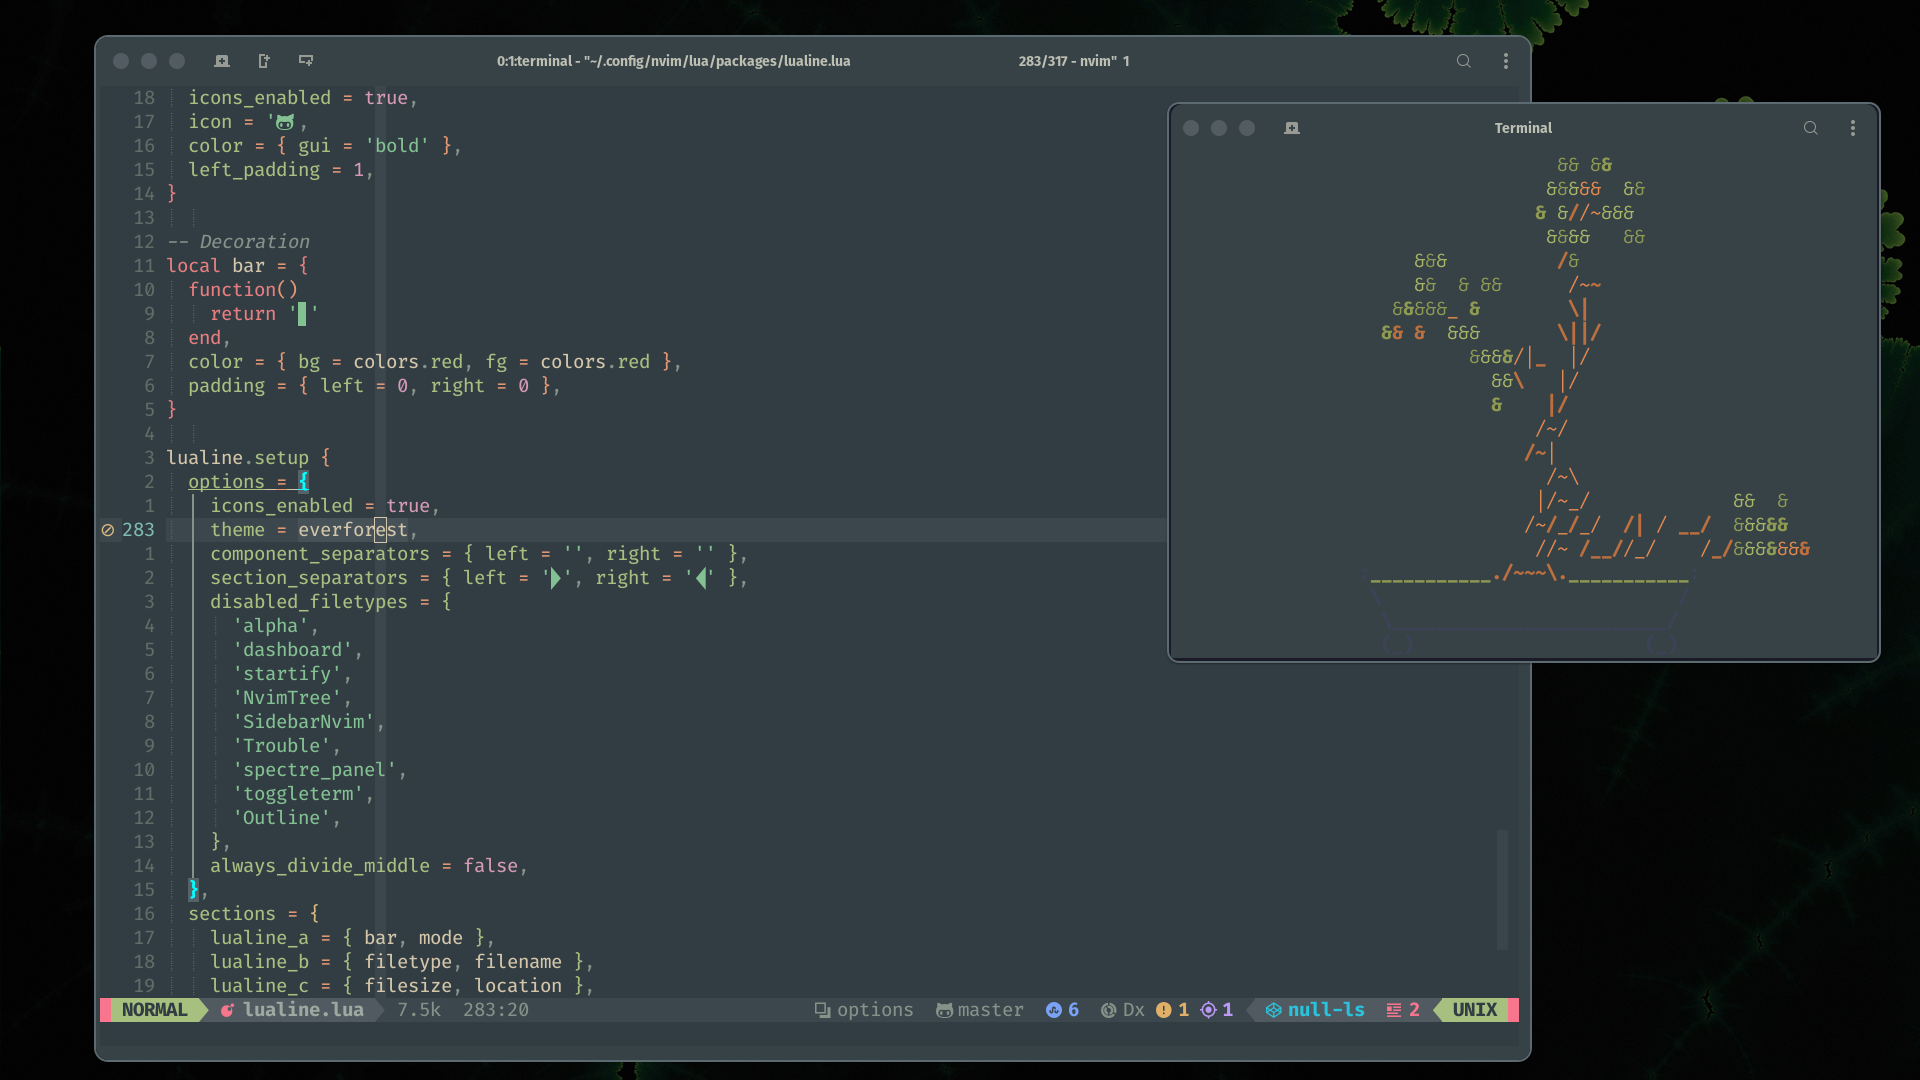 0:1:terminal - "~/.config/nvim/lua/packages/lualine.lua 283/317 - nvim" 1
18 icons_enabled = true,
17 icon = '',
16 color = { gui = 'bold' },
15 left_padding = 1,
14 }
13
12 -- Decoration
11 local bar = {
10 function()
9 return '▊'
8 end,
7 color = { bg = colors.red, fg = colors.red },
6 padding = { left = 0, right = 0 },
5 }
4
3 lualine.setup {
2 options = {
1 icons_enabled = true,
283 theme = everforest,
1 component_separators = { left = '', right = '' },
2 section_separators = { left = '', right = '' },
3 disabled_filetypes = {
4 'alpha',
5 'dashboard',
6 'startify',
7 'NvimTree',
8 'SidebarNvim',
9 'Trouble',
10 'spectre_panel',
11 'toggleterm',
12 'Outline',
13 },
14 always_divide_middle = false,
15 },
16 sections = {
17 lualine_a = { bar, mode },
18 lualine_b = { filetype, filename },
19 lualine_c = { filesize, location },
NORMAL lualine.lua 7.5k 283:20 options master 6 Dx 1 1 null-ls 2 UNIX
Terminal
&& &&
&&&&& &&
& &//~&&&
&&&& &&
&&& /&
&& & && /~~
&&&&&_ & \|
&& & &&& \||/
&&&&/|_ |/
&&\ |/
& |/
/~/
/~|
/~\
|/~_/ && &
/~/_/_/ /| / __/ &&&&&
//~ /__//_/ /_/&&&&&&&
___________./~~~\.___________
\ /
\___________________________/
(_) (_)